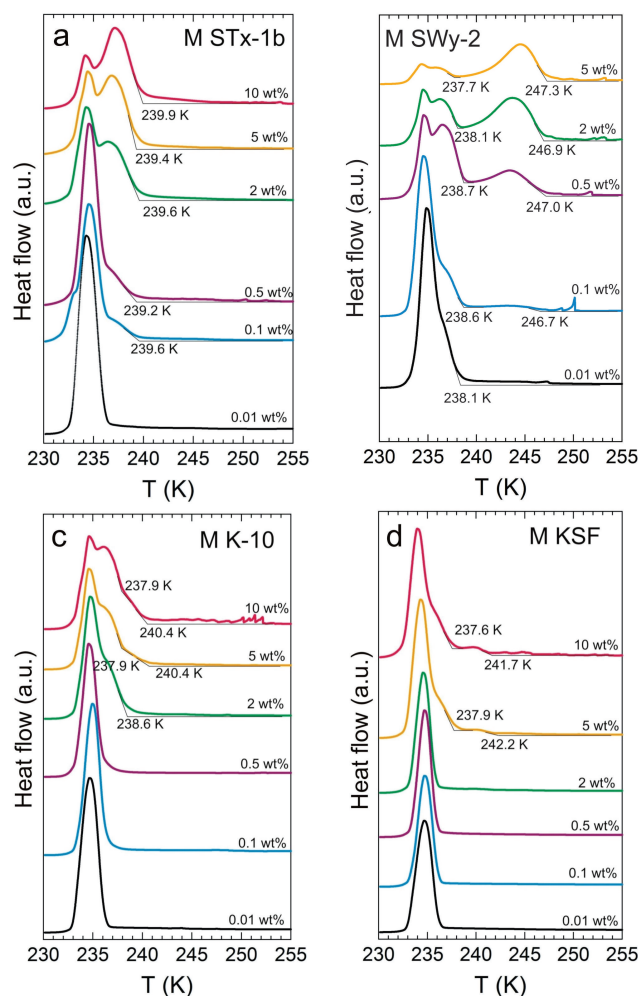 a M STx-1b
10 wt%
239.9 K
5 wt%
239.4 K
2 wt%
239.6 K
0.5 wt%
239.2 K
0.1 wt%
239.6 K
0.01 wt%
Heat flow (a.u.)
230 235 240 245 250 255
T (K)
M SWy-2
5 wt%
237.7 K 247.3 K
2 wt%
238.1 K 246.9 K
0.5 wt%
238.7 K 247.0 K
0.1 wt%
238.6 K 246.7 K
0.01 wt%
238.1 K
Heat flow (a.u.)
230 235 240 245 250 255
T (K)
c M K-10
237.9 K
10 wt%
240.4 K
5 wt%
237.9 K 240.4 K
2 wt%
238.6 K
0.5 wt%
0.1 wt%
0.01 wt%
Heat flow (a.u.)
230 235 240 245 250 255
T (K)
d M KSF
237.6 K
10 wt%
241.7 K
237.9 K
5 wt%
242.2 K
2 wt%
0.5 wt%
0.1 wt%
0.01 wt%
Heat flow (a.u.)
230 235 240 245 250 255
T (K)